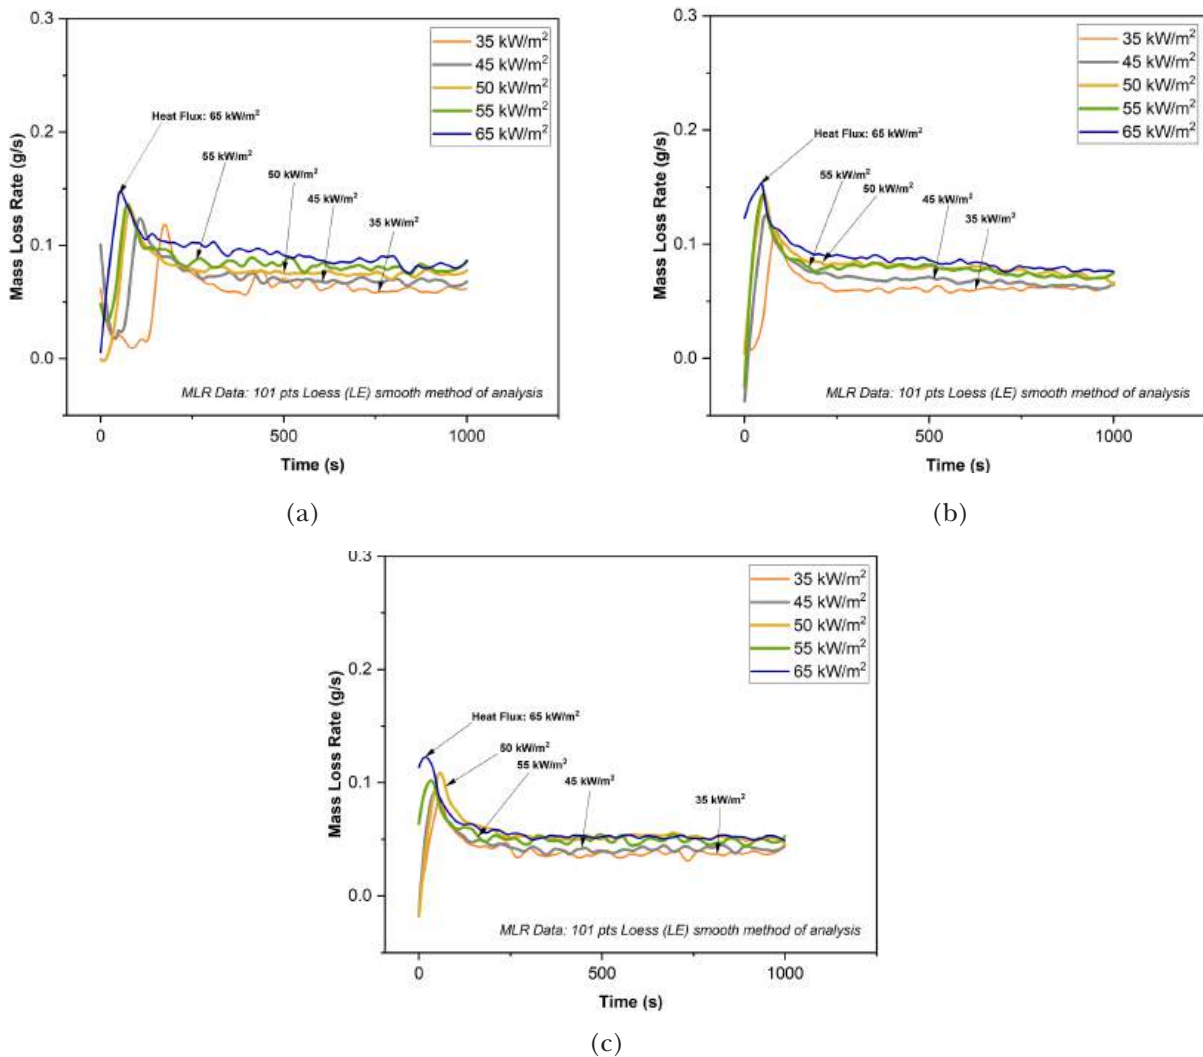 0.3
0.2
0.1
0.0
Mass Loss Rate (g/s)
35 kW/m²
45 kW/m²
50 kW/m²
55 kW/m²
65 kW/m²
Heat Flux: 65 kW/m²
55 kW/m²
50 kW/m²
45 kW/m²
35 kW/m²
MLR Data: 101 pts Loess (LE) smooth method of analysis
0
500
1000
Time (s)
(a)
0.3
0.2
0.1
0.0
Mass Loss Rate (g/s)
35 kW/m²
45 kW/m²
50 kW/m²
55 kW/m²
65 kW/m²
Heat Flux: 65 kW/m²
55 kW/m²
50 kW/m²
45 kW/m²
35 kW/m²
MLR Data: 101 pts Loess (LE) smooth method of analysis
0
500
1000
Time (s)
(b)
0.3
0.2
0.1
0.0
Mass Loss Rate (g/s)
35 kW/m²
45 kW/m²
50 kW/m²
55 kW/m²
65 kW/m²
Heat Flux: 65 kW/m²
50 kW/m²
55 kW/m²
45 kW/m²
35 kW/m²
MLR Data: 101 pts Loess (LE) smooth method of analysis
0
500
1000
Time (s)
(c)